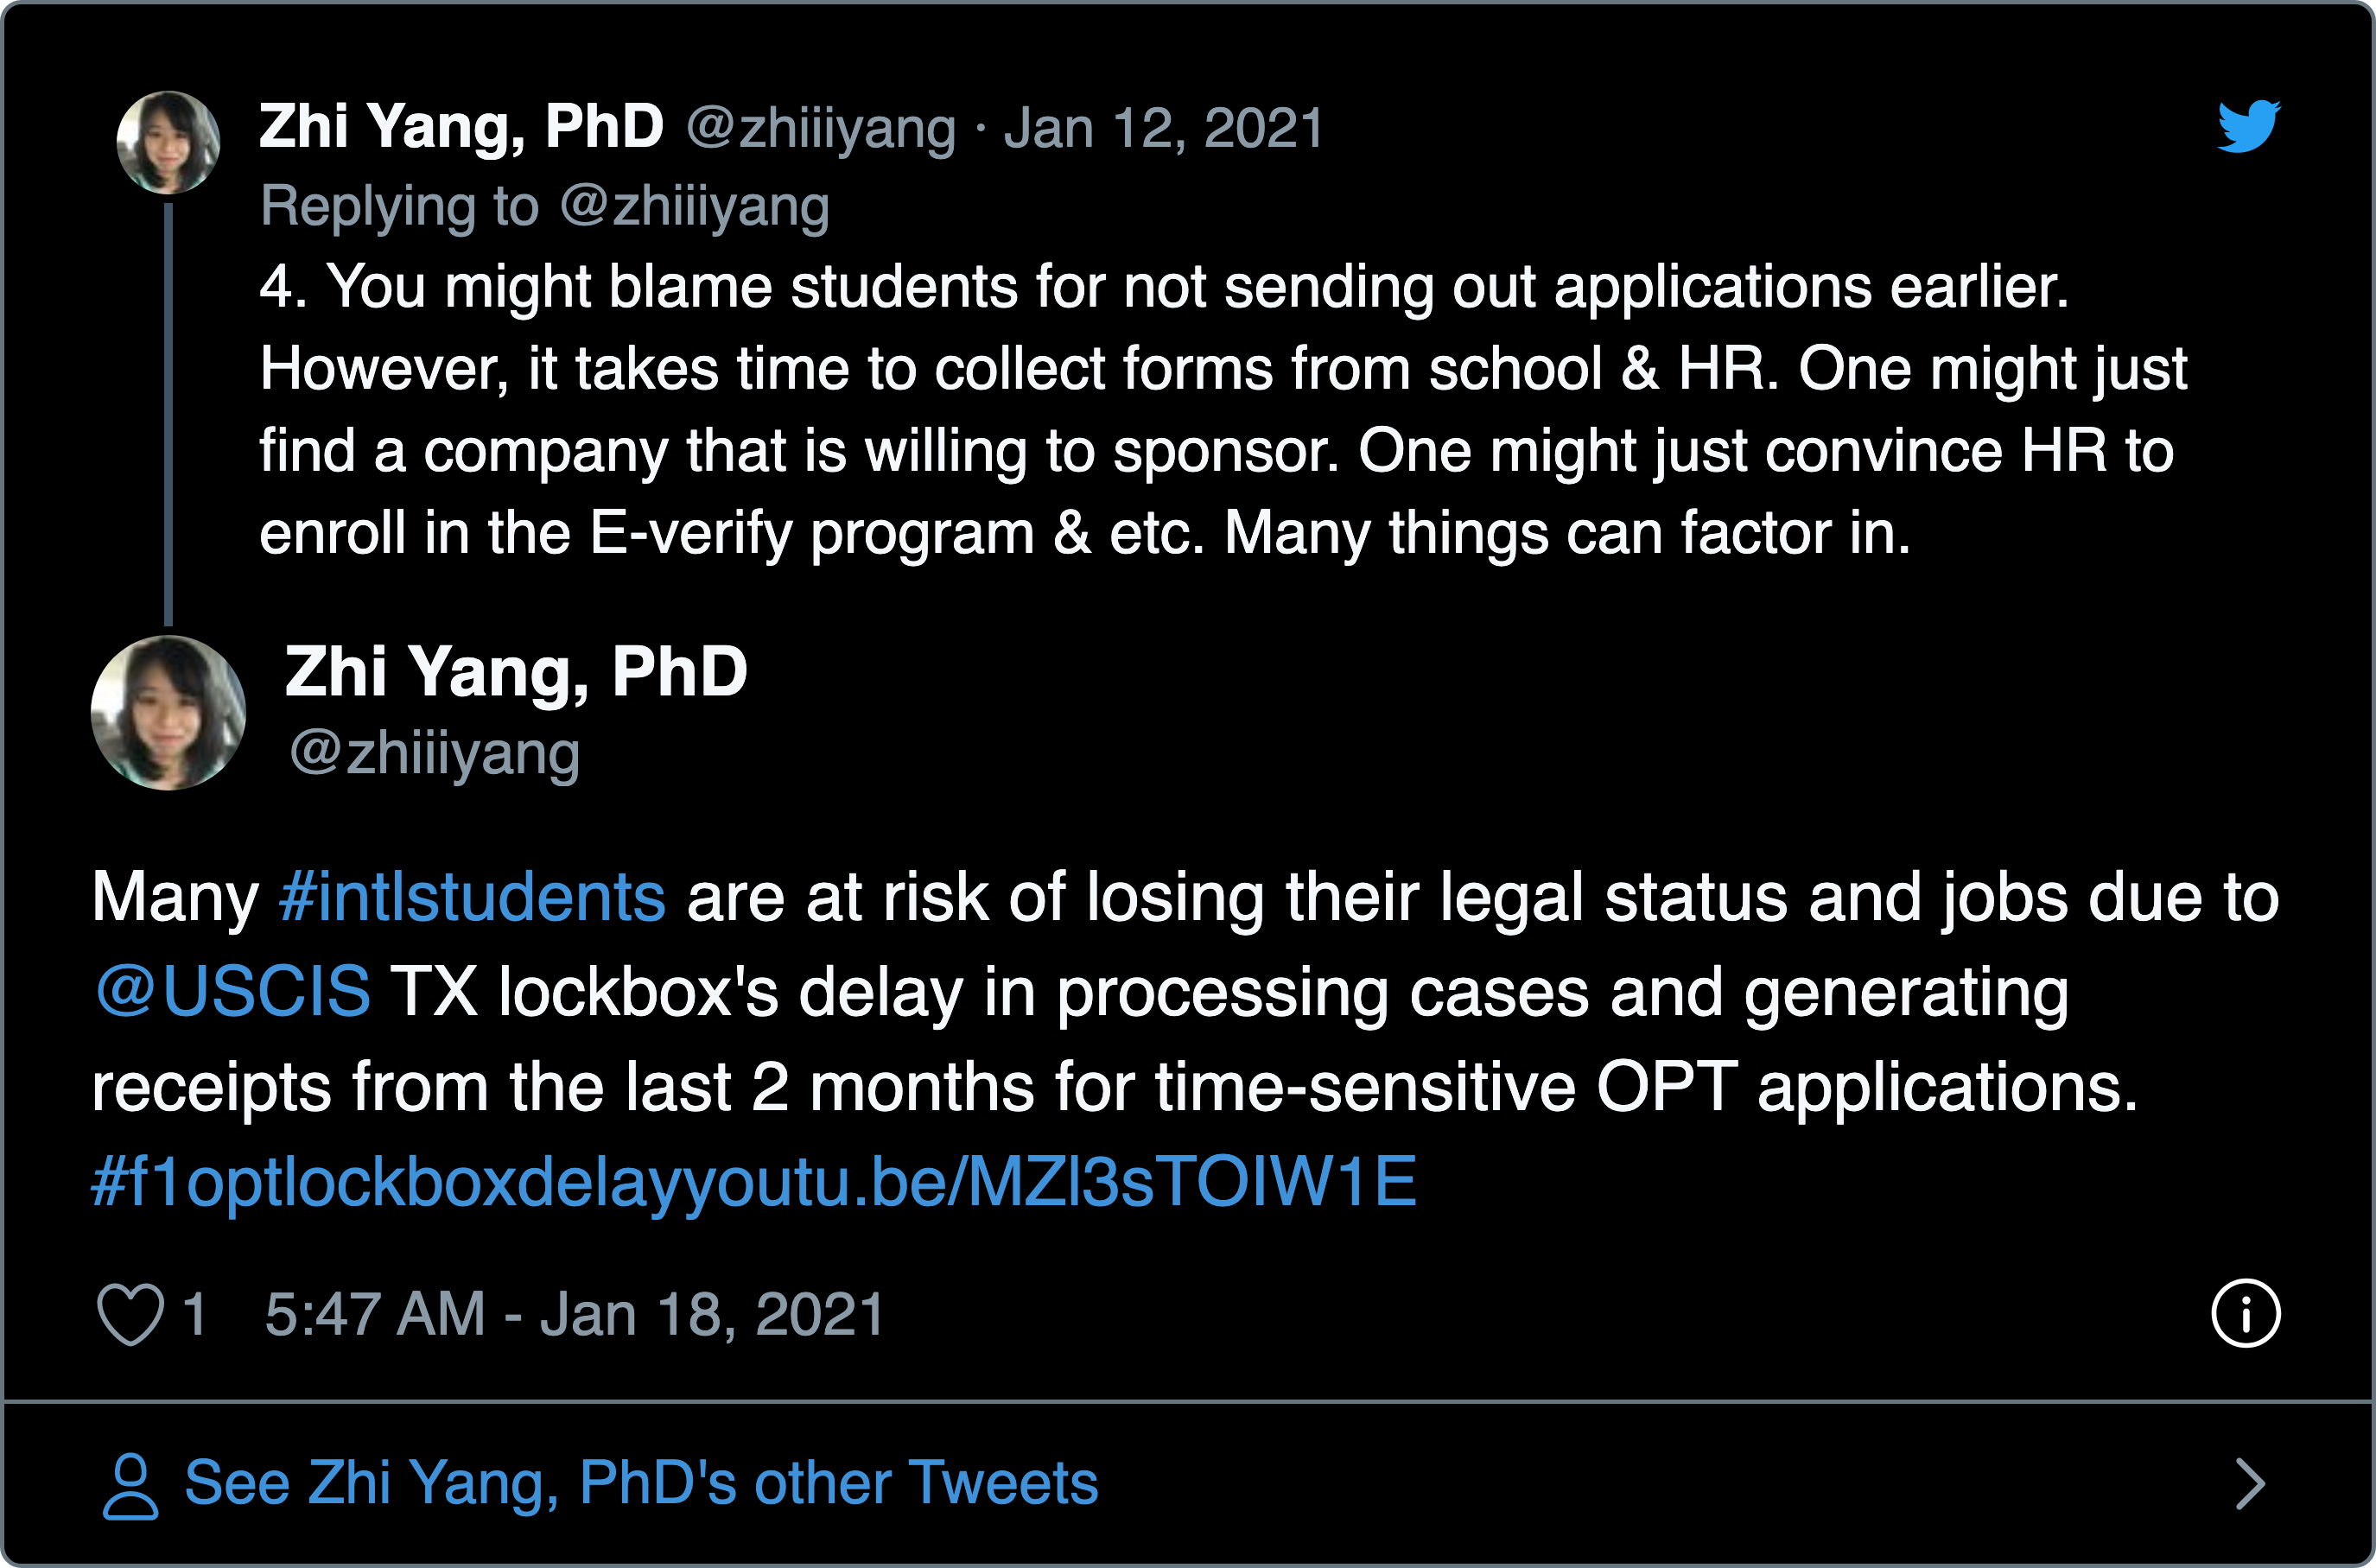 Zhi Yang, PhD @zhiiiyang · Jan 12, 2021
Replying to @zhiiiyang
4. You might blame students for not sending out applications earlier.
However, it takes time to collect forms from school & HR. One might just
find a company that is willing to sponsor. One might just convince HR to
enroll in the E-verify program & etc. Many things can factor in.
Zhi Yang, PhD
@zhiiiyang
Many #intlstudents are at risk of losing their legal status and jobs due to
@USCIS TX lockbox's delay in processing cases and generating
receipts from the last 2 months for time-sensitive OPT applications.
#f1optlockboxdelayyoutu.be/MZl3sTOlW1E
1 5:47 AM - Jan 18, 2021
See Zhi Yang, PhD's other Tweets